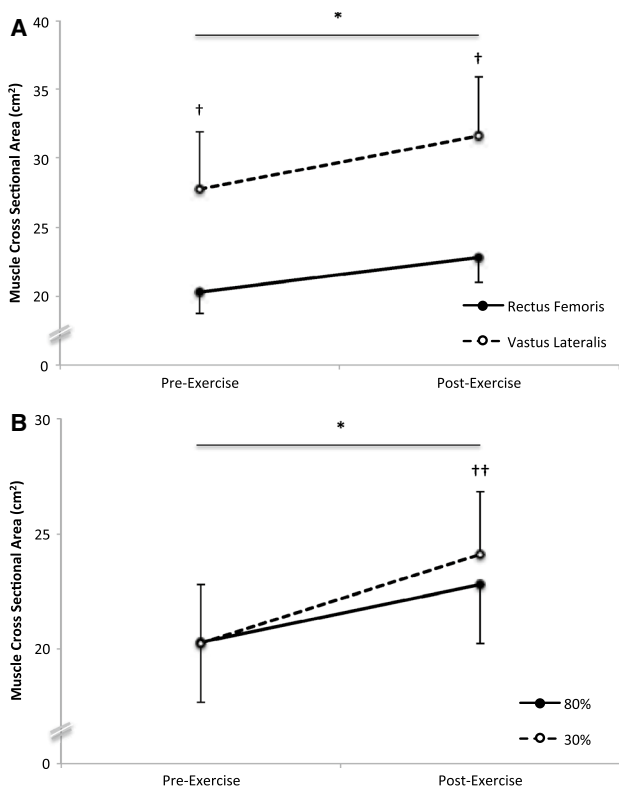 A
*
40
†
†
35
30
25
20
0
Muscle Cross Sectional Area (cm²)
Rectus Femoris
Vastus Lateralis
Pre-Exercise
Post-Exercise
B
*
30
††
25
20
0
Muscle Cross Sectional Area (cm²)
80%
30%
Pre-Exercise
Post-Exercise